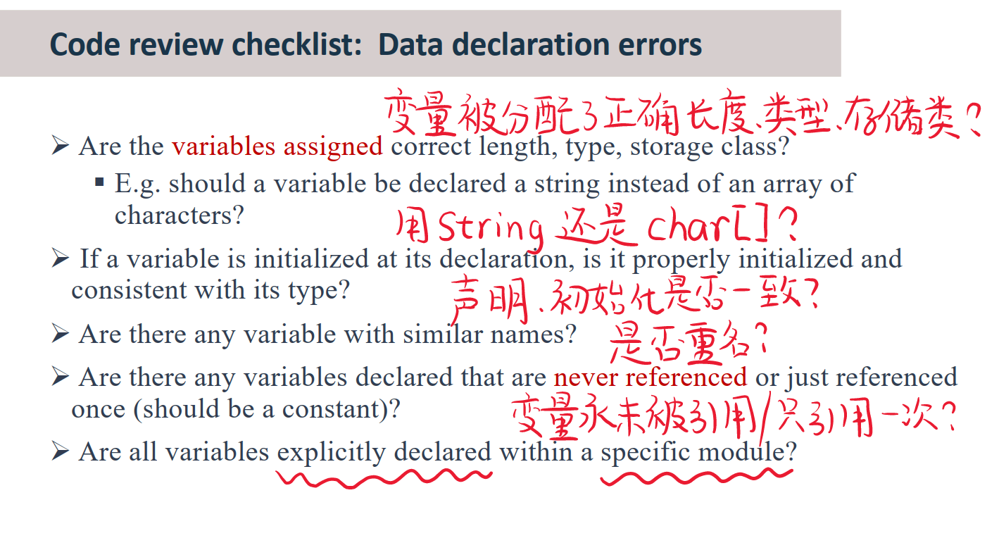 Code review checklist: Data declaration errors
变量被分配了正确长度、类型、存储类?
➢ Are the variables assigned correct length, type, storage class?
▪ E.g. should a variable be declared a string instead of an array of
characters?
用 String 还是 char[]?
➢ If a variable is initialized at its declaration, is it properly initialized and
consistent with its type?
声明、初始化是否一致?
➢ Are there any variable with similar names?
是否重名?
➢ Are there any variables declared that are never referenced or just referenced
once (should be a constant)?
变量永未被引用/只引用一次?
➢ Are all variables explicitly declared within a specific module?